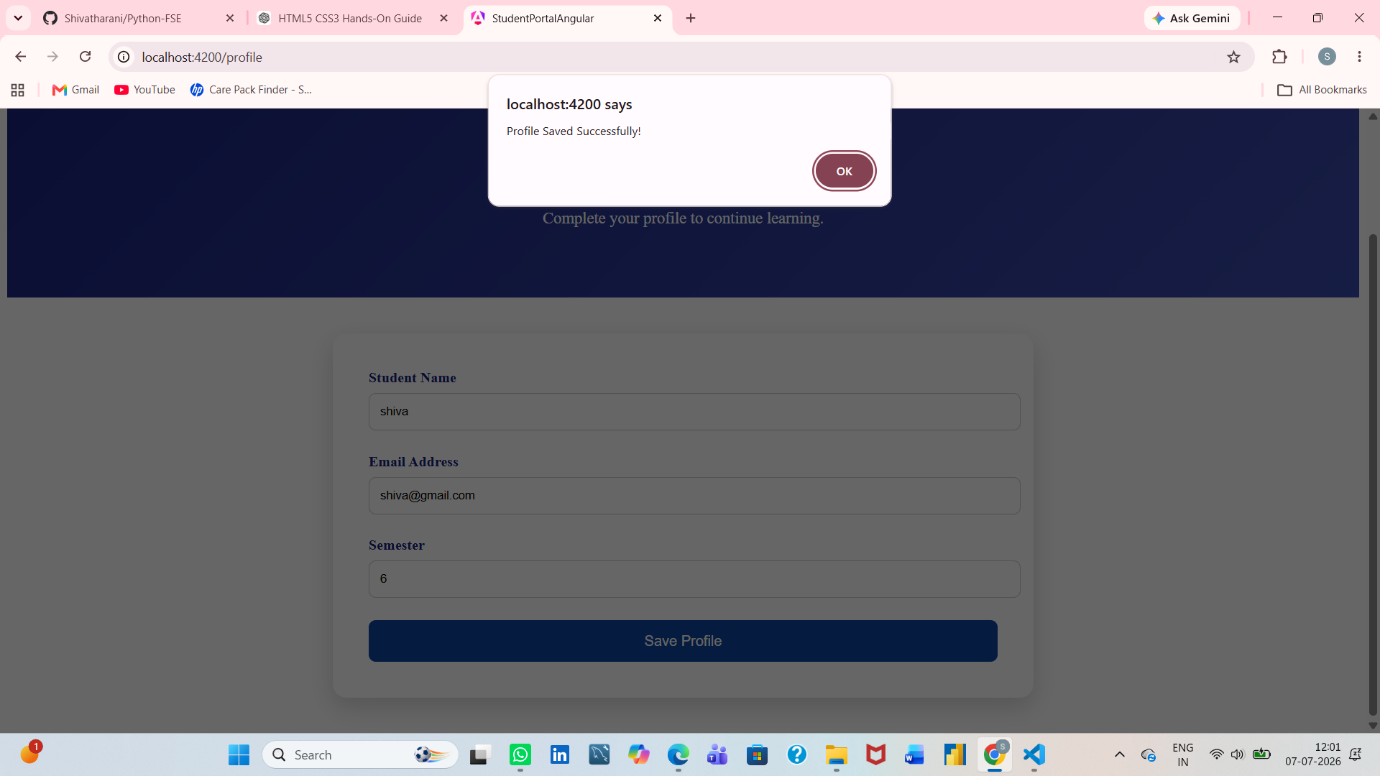 Shivatharani/Python-FSE
HTML5 CSS3 Hands-On Guide
StudentPortalAngular
Ask Gemini
localhost:4200/profile
S
Gmail
YouTube
Care Pack Finder - S...
All Bookmarks
localhost:4200 says
Profile Saved Successfully!
OK
Complete your profile to continue learning.
Student Name
shiva
Email Address
shiva@gmail.com
Semester
6
Save Profile
1
Search
S
ENG
IN
12:01
07-07-2026